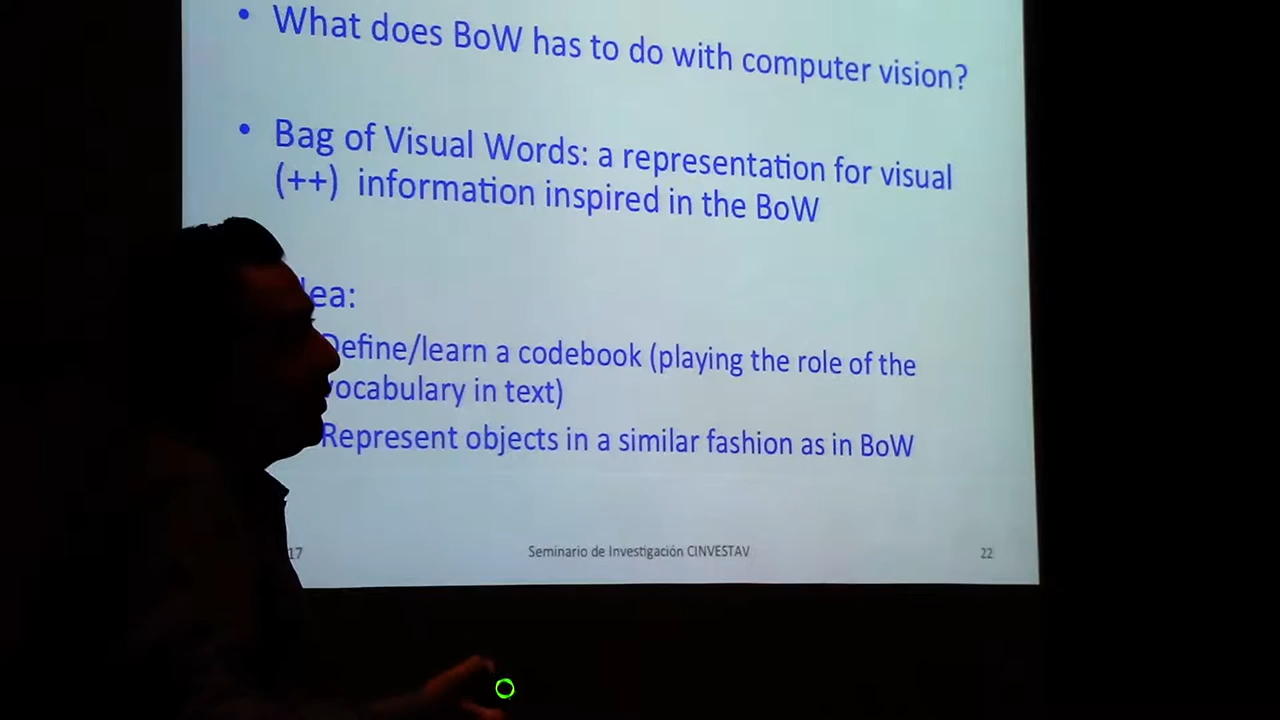 • What does BoW has to do with computer vision?
• Bag of Visual Words: a representation for visual
(++) information inspired in the BoW
dea:
Define/learn a codebook (playing the role of the
vocabulary in text)
Represent objects in a similar fashion as in BoW
17 Seminario de Investigación CINVESTAV 22